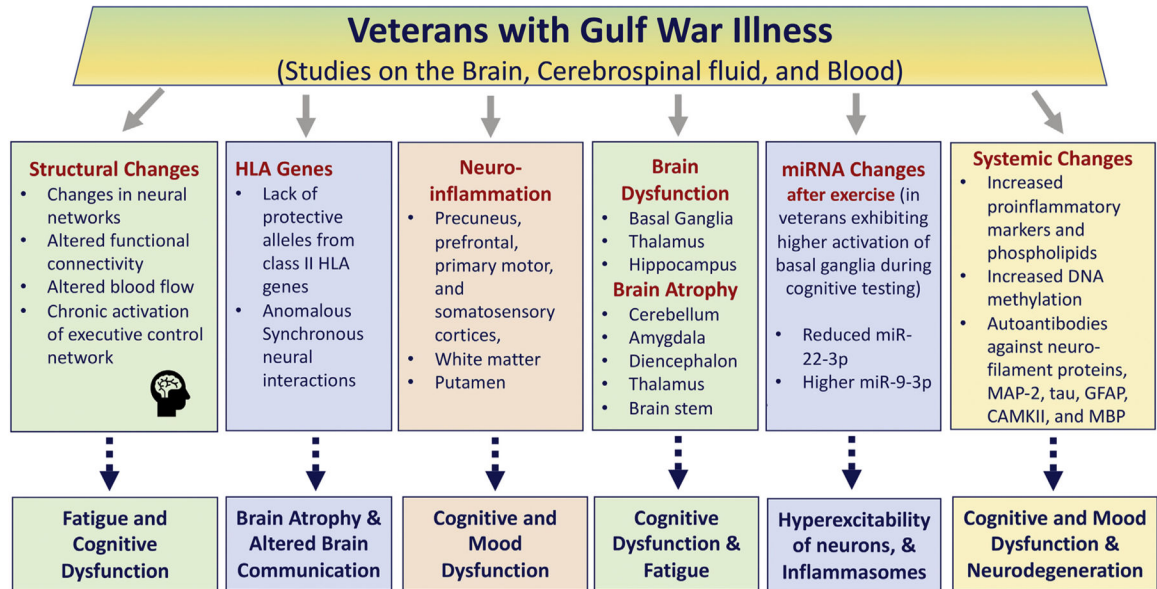 Veterans with Gulf War Illness
(Studies on the Brain, Cerebrospinal fluid, and Blood)
Structural Changes
• Changes in neural
networks
• Altered functional
connectivity
• Altered blood flow
• Chronic activation
of executive control
network
HLA Genes
• Lack of
protective
alleles from
class II HLA
genes
• Anomalous
Synchronous
neural
interactions
Neuro-
inflammation
• Precuneus,
prefrontal,
primary motor,
and
somatosensory
cortices,
• White matter
• Putamen
Brain
Dysfunction
• Basal Ganglia
• Thalamus
• Hippocampus
Brain Atrophy
• Cerebellum
• Amygdala
• Diencephalon
• Thalamus
• Brain stem
miRNA Changes
after exercise (in
veterans exhibiting
higher activation of
basal ganglia during
cognitive testing)
• Reduced miR-
22-3p
• Higher miR-9-3p
Systemic Changes
• Increased
proinflammatory
markers and
phospholipids
• Increased DNA
methylation
• Autoantibodies
against neuro-
filament proteins,
MAP-2, tau, GFAP,
CAMKII, and MBP
Fatigue and
Cognitive
Dysfunction
Brain Atrophy &
Altered Brain
Communication
Cognitive and
Mood
Dysfunction
Cognitive
Dysfunction &
Fatigue
Hyperexcitability
of neurons, &
Inflammasomes
Cognitive and Mood
Dysfunction &
Neurodegeneration